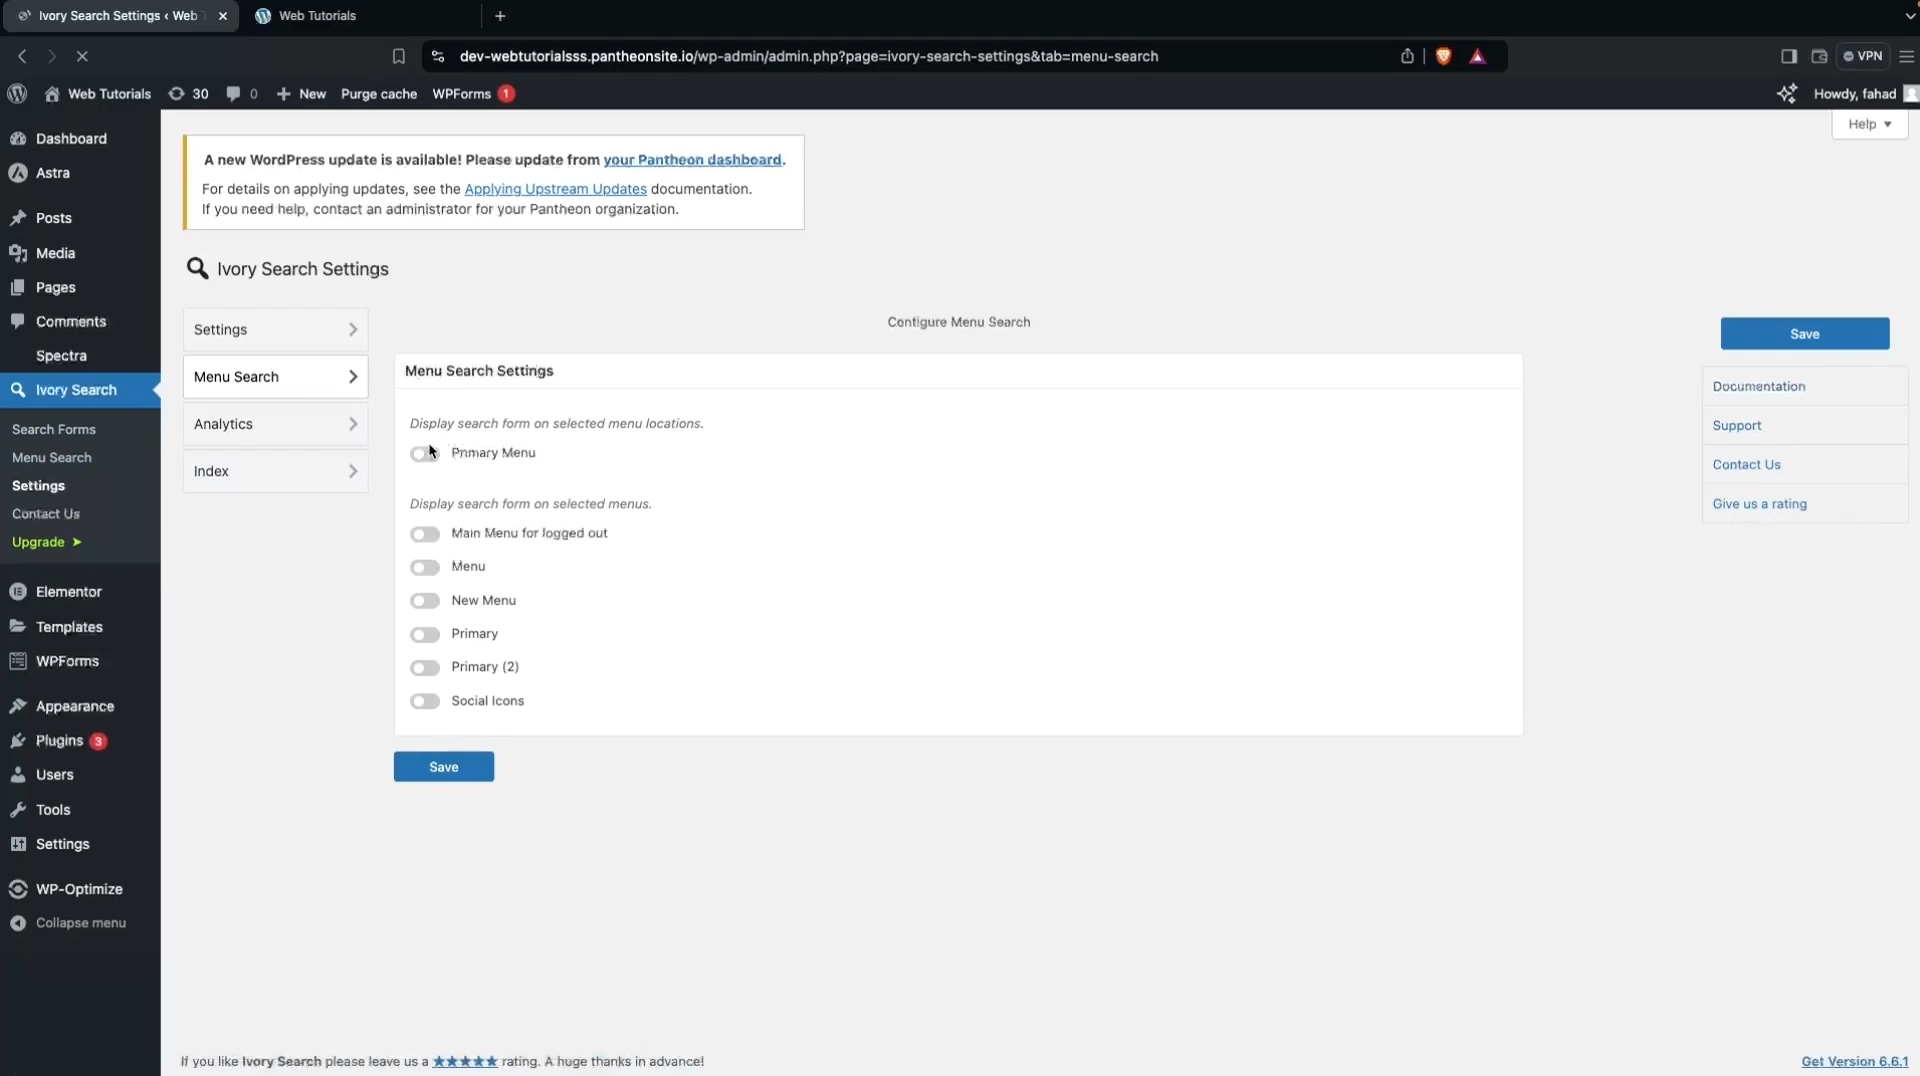 Ivory Search Settings ‹ Web T
Web Tutorials
dev-webtutorialsss.pantheonsite.io/wp-admin/admin.php?page=ivory-search-settings&tab=menu-search
VPN
Web Tutorials
30
0
New
Purge cache
WPForms 1
Howdy, fahad
Help
Dashboard
Astra
Posts
Media
Pages
Comments
Spectra
Ivory Search
Search Forms
Menu Search
Settings
Contact Us
Upgrade ➤
Elementor
Templates
WPForms
Appearance
Plugins 3
Users
Tools
Settings
WP-Optimize
Collapse menu
A new WordPress update is available! Please update from your Pantheon dashboard.
For details on applying updates, see the Applying Upstream Updates documentation.
If you need help, contact an administrator for your Pantheon organization.
Ivory Search Settings
Settings
Menu Search
Analytics
Index
Configure Menu Search
Menu Search Settings
Display search form on selected menu locations.
Primary Menu
Display search form on selected menus.
Main Menu for logged out
Menu
New Menu
Primary
Primary (2)
Social Icons
Save
Save
Documentation
Support
Contact Us
Give us a rating
If you like Ivory Search please leave us a ★★★★★ rating. A huge thanks in advance!
Get Version 6.6.1